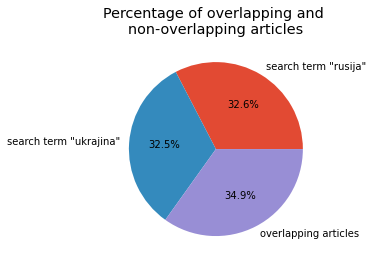 Percentage of overlapping and
non-overlapping articles
search term "rusija"
32.6%
search term "ukrajina"
32.5%
34.9%
overlapping articles